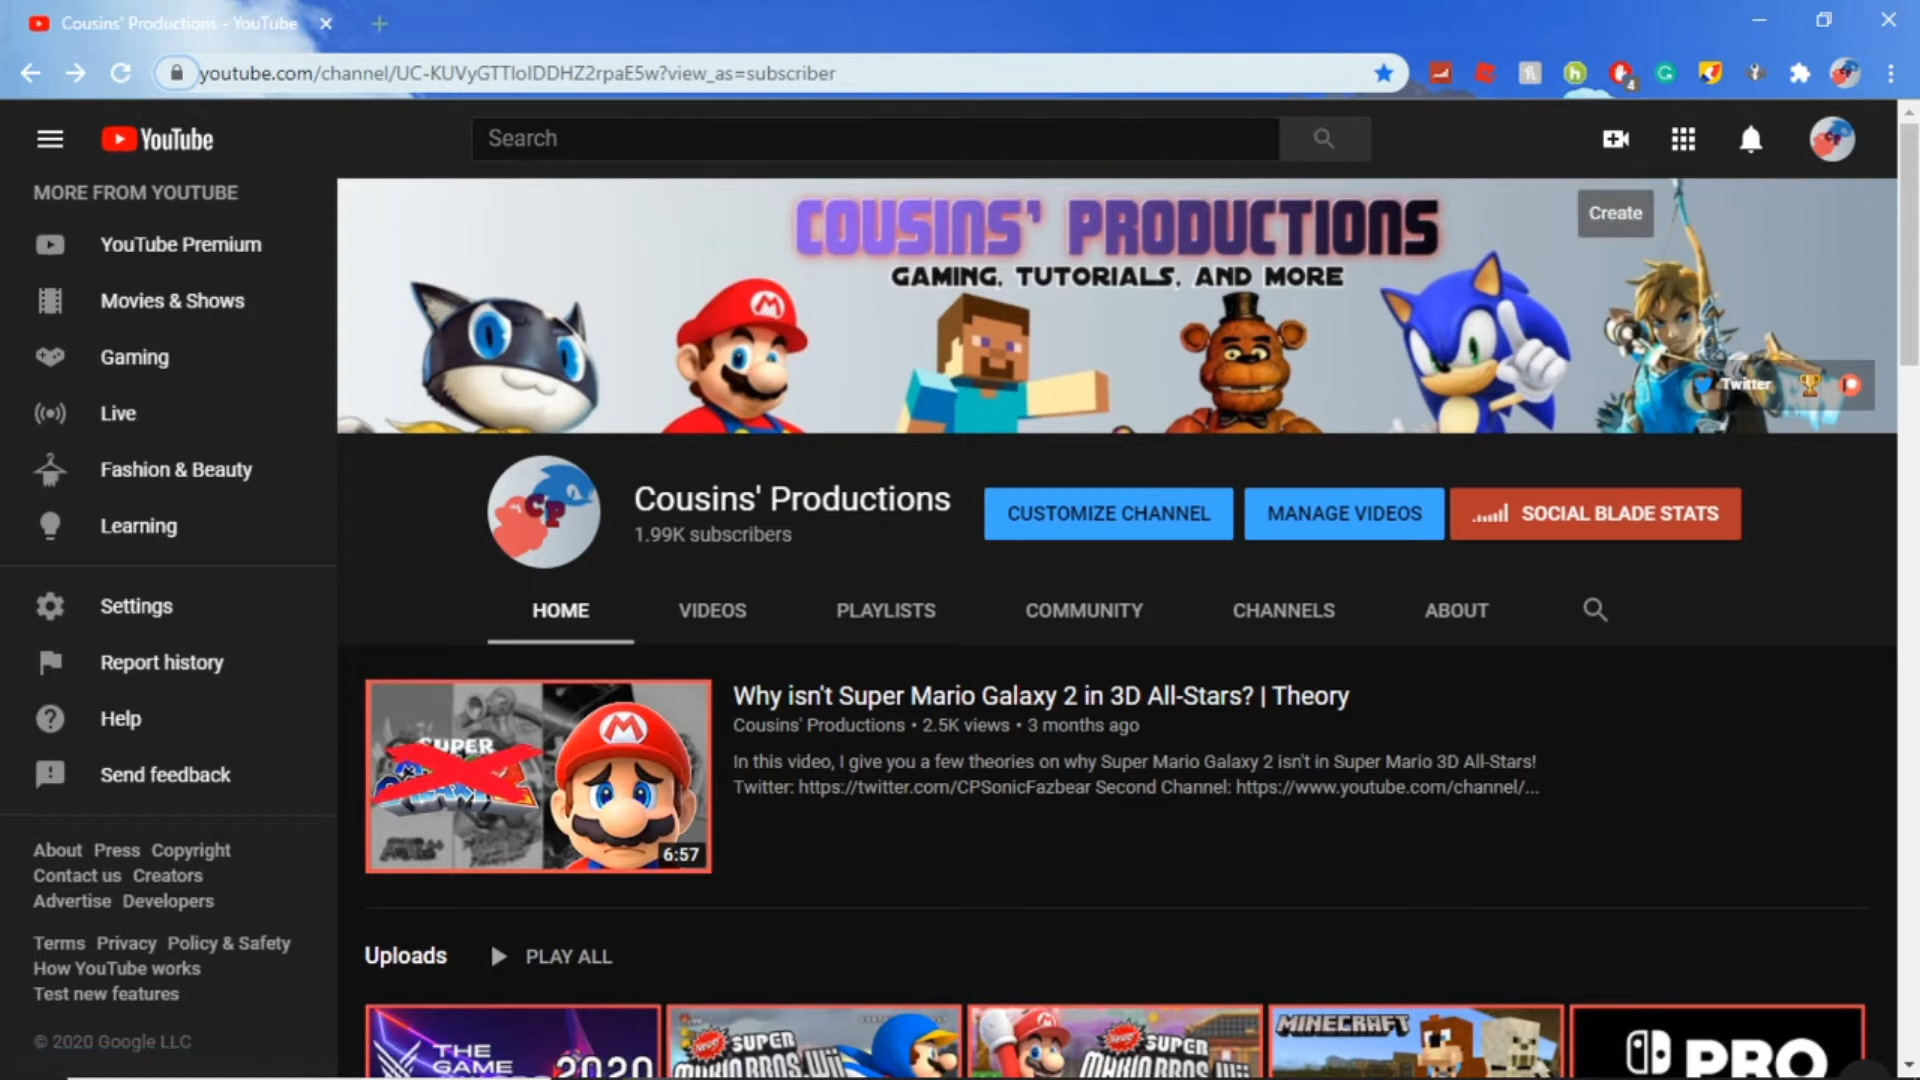 Cousins' Productions - YouTube
youtube.com/channel/UC-KUVyGTTIoIDDHZ2rpaE5w?view_as=subscriber
4
YouTube
Search
CP
MORE FROM YOUTUBE
YouTube Premium
Movies & Shows
Gaming
Live
Fashion & Beauty
Learning
Settings
Report history
Help
Send feedback
About Press Copyright
Contact us Creators
Advertise Developers
Terms Privacy Policy & Safety
How YouTube works
Test new features
© 2020 Google LLC
COUSINS' PRODUCTIONS
GAMING, TUTORIALS, AND MORE
Create
Twitter
CP
Cousins' Productions
1.99K subscribers
CUSTOMIZE CHANNEL
MANAGE VIDEOS
SOCIAL BLADE STATS
HOME
VIDEOS
PLAYLISTS
COMMUNITY
CHANNELS
ABOUT
SUPER
6:57
Why isn't Super Mario Galaxy 2 in 3D All-Stars? | Theory
Cousins' Productions • 2.5K views • 3 months ago
In this video, I give you a few theories on why Super Mario Galaxy 2 isn't in Super Mario 3D All-Stars!
Twitter: https://twitter.com/CPSonicFazbear Second Channel: https://www.youtube.com/channel/...
Uploads
PLAY ALL
THE
GAME
2020
Newer
SUPER
MARIO BROS. Wii
Newer
SUPER
MARIO BROS. Wii
MINECRAFT
PRO